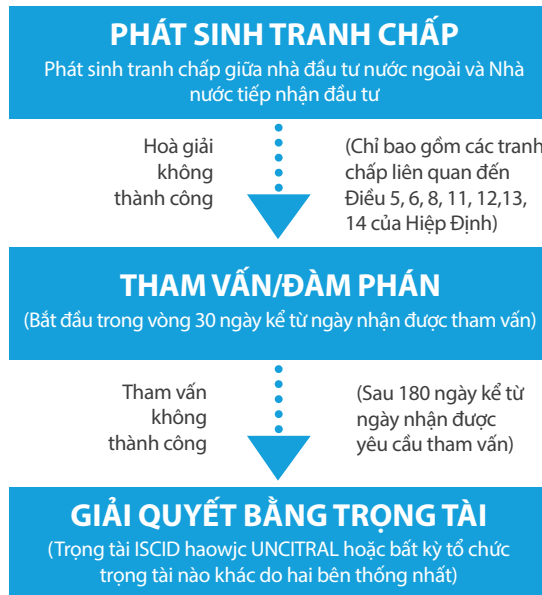 PHÁT SINH TRANH CHẤP
Phát sinh tranh chấp giữa nhà đầu tư nước ngoài và Nhà
nước tiếp nhận đầu tư
Hoà giải
không
thành công
(Chỉ bao gồm các tranh
chấp liên quan đến
Điều 5, 6, 8, 11, 12,13,
14 của Hiệp Định)
THAM VẤN/ĐÀM PHÁN
(Bắt đầu trong vòng 30 ngày kể từ ngày nhận được tham vấn)
Tham vấn
không
thành công
(Sau 180 ngày kể từ
ngày nhận được
yêu cầu tham vấn)
GIẢI QUYẾT BẰNG TRỌNG TÀI
(Trọng tài ISCID haowjc UNCITRAL hoặc bất kỳ tổ chức
trọng tài nào khác do hai bên thống nhất)